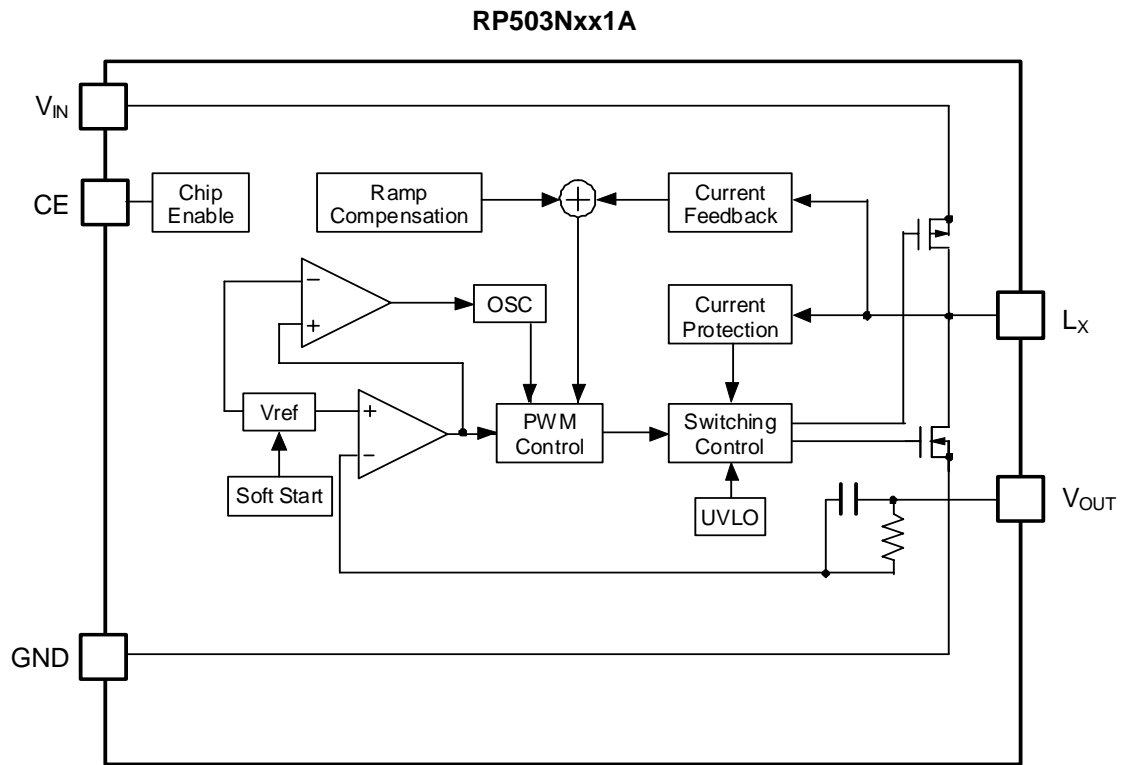 RP503Nxx1A
VIN
CE
Chip
Enable
Ramp
Compensation
+
Current
Feedback
−
+
OSC
Current
Protection
LX
Vref
+
−
PWM
Control
Switching
Control
Soft Start
UVLO
VOUT
GND